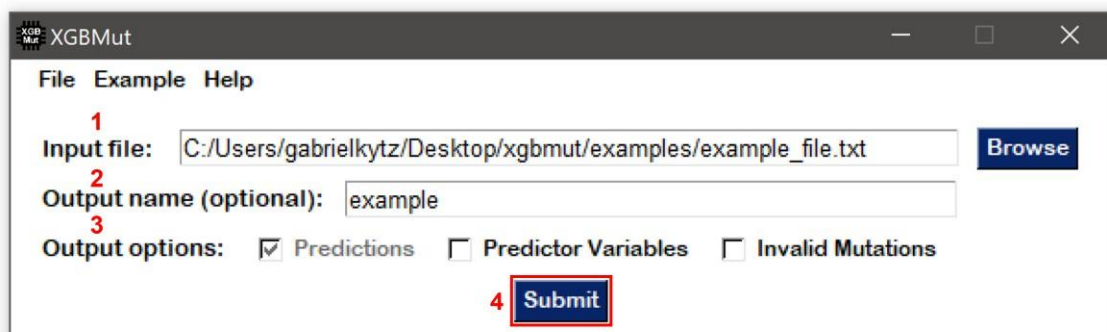 XGB Mut XGBMut
File Example Help
1
Input file: C:/Users/gabrielkytz/Desktop/xgbmut/examples/example_file.txt Browse
2
Output name (optional): example
3
Output options: Predictions Predictor Variables Invalid Mutations
4 Submit